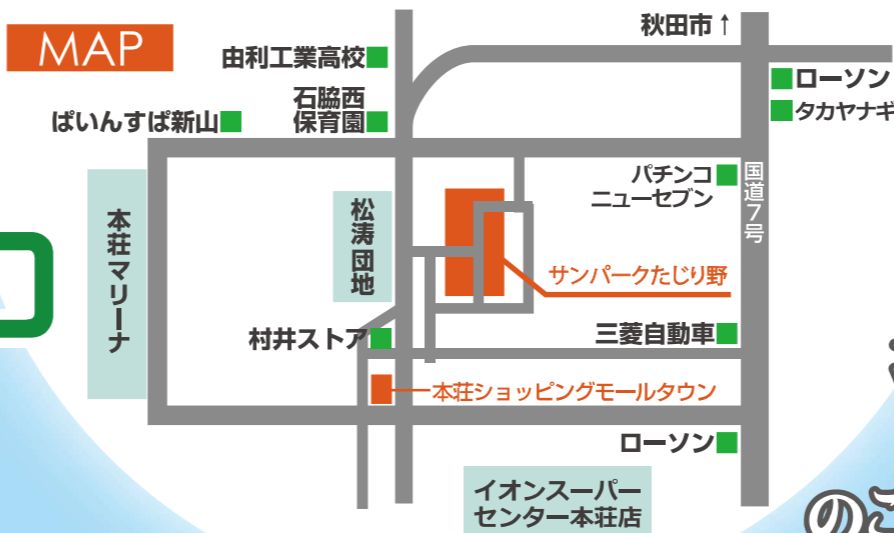 MAP
秋田市↑
由利工業高校
ローソン
タカヤナギ
石脇西
保育園
ぱいんすぱ新山
パチンコ
ニューセブン
国道7号
本荘マリーナ
松涛団地
サンパークたじり野
村井ストア
三菱自動車
本荘ショッピングモールタウン
ローソン
イオンスーパー
センター本荘店
のご